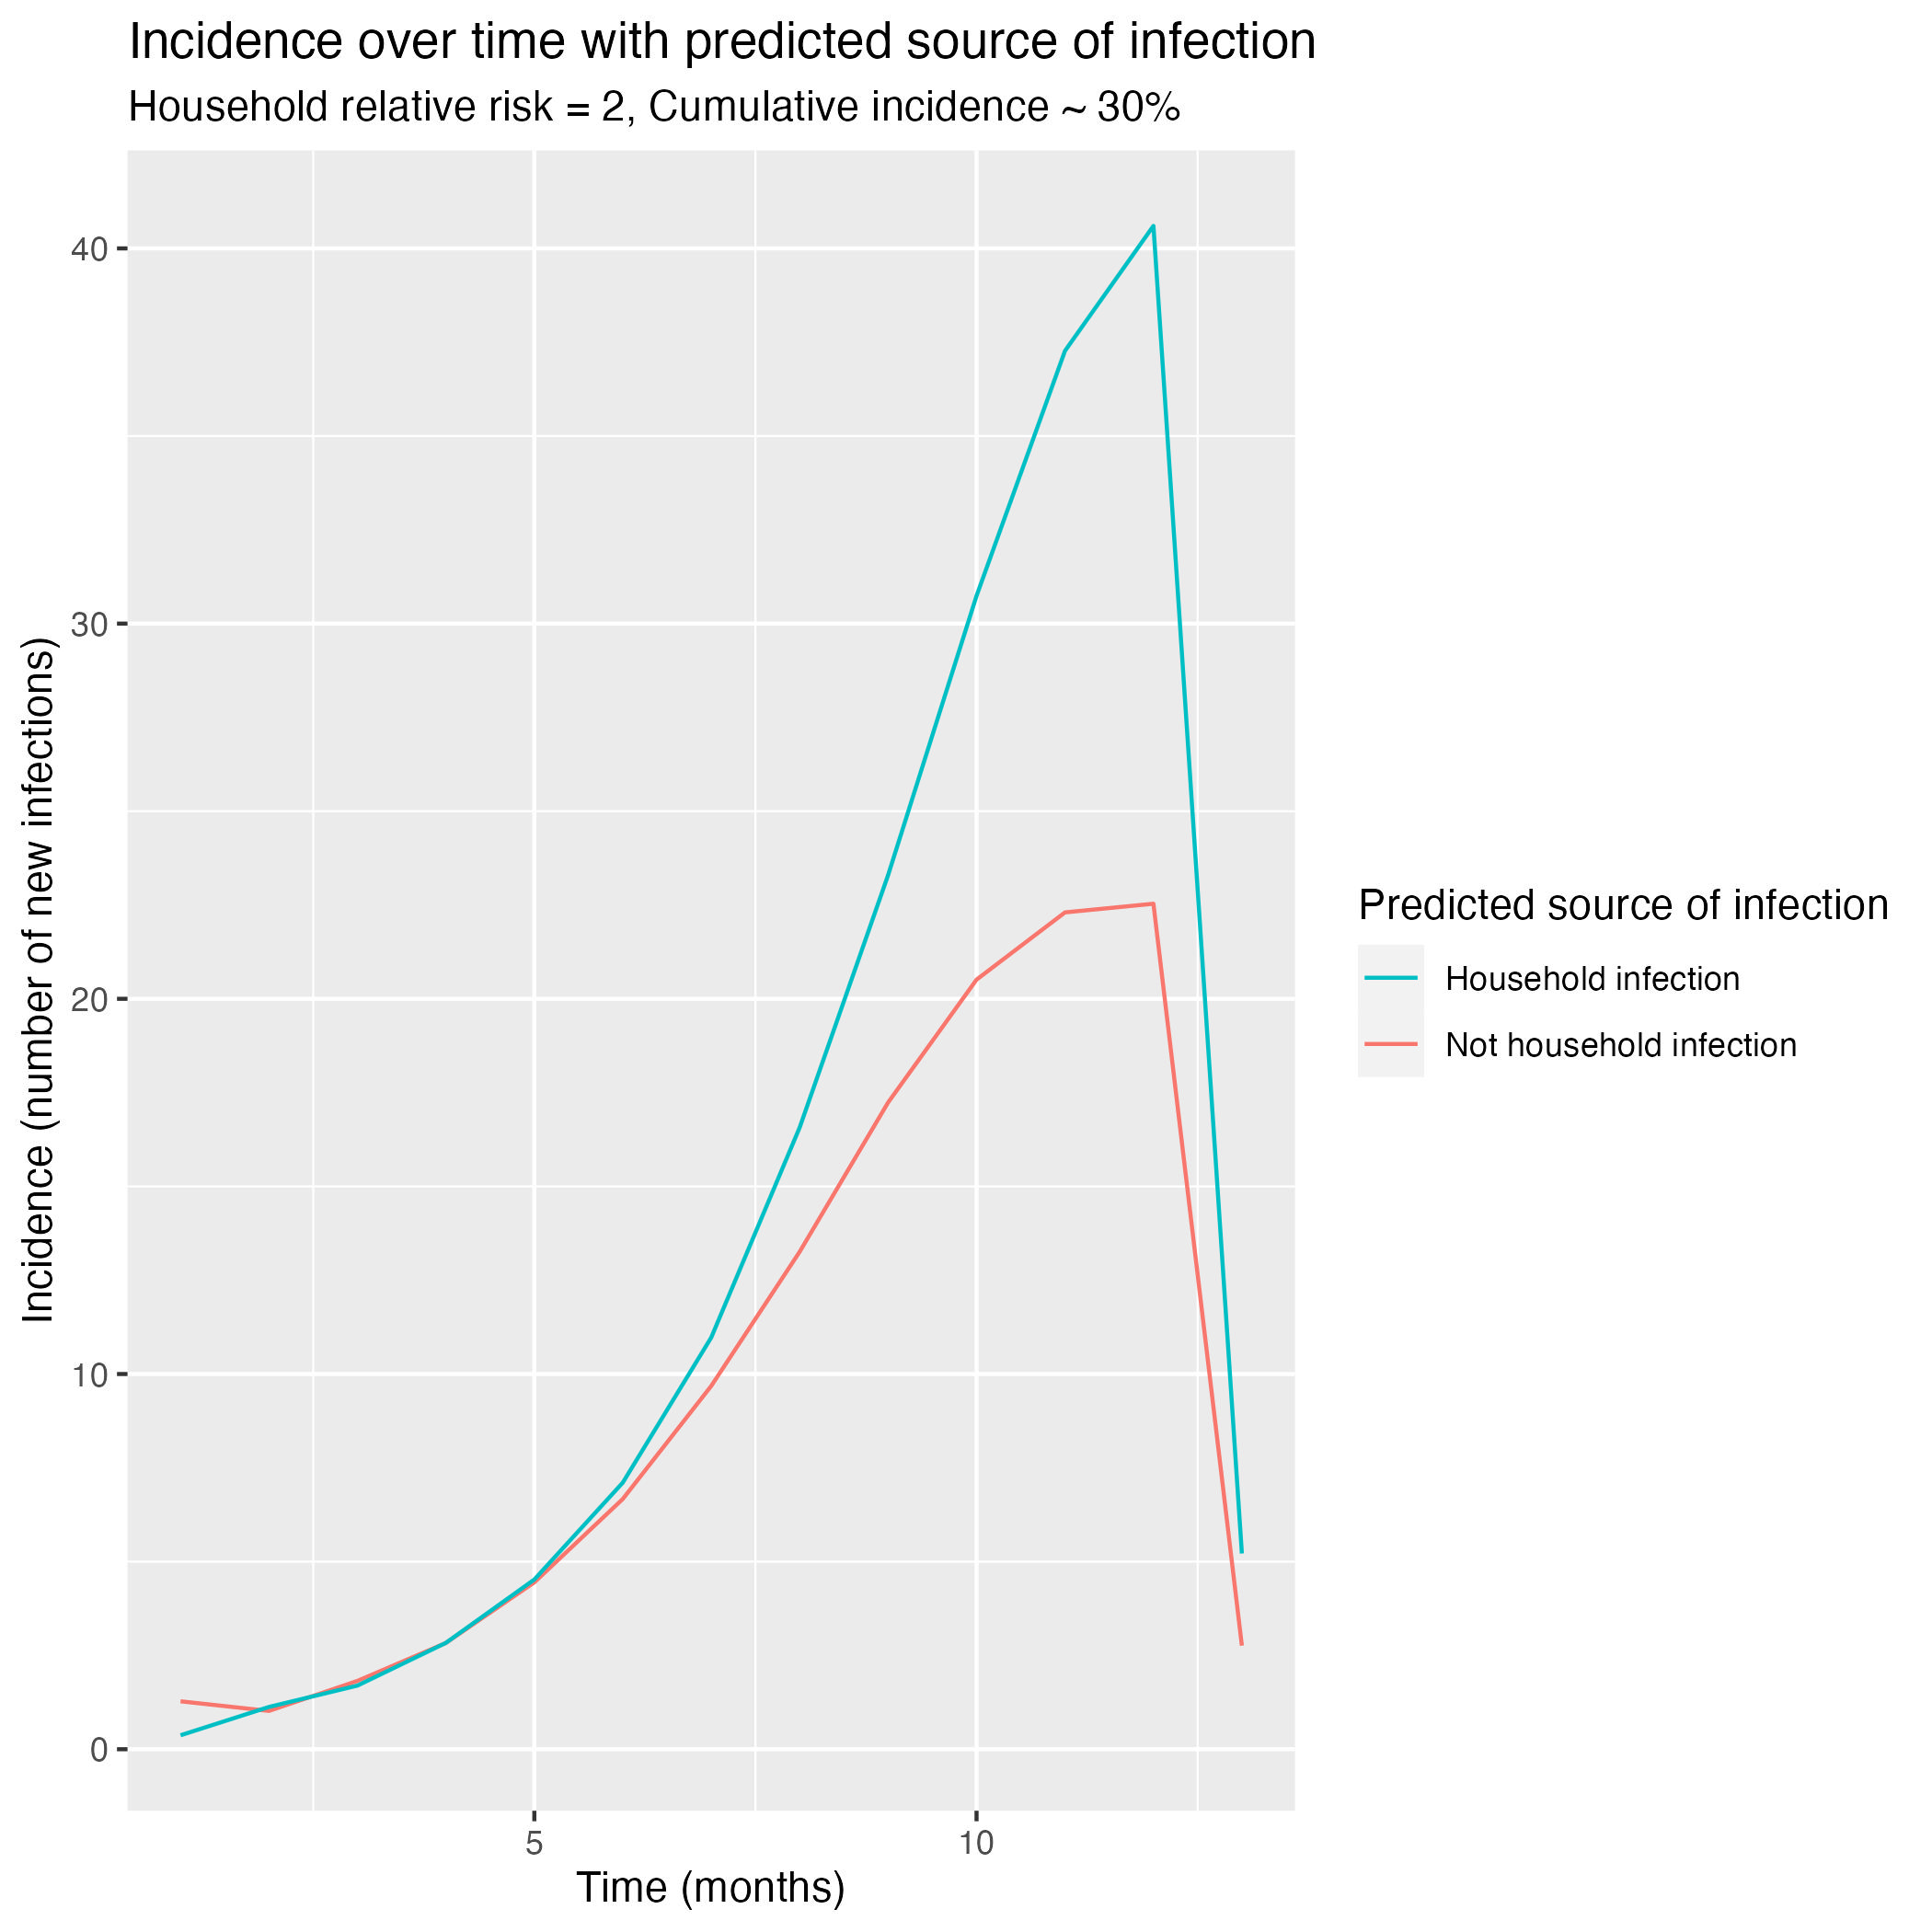 Incidence over time with predicted source of infection
Household relative risk = 2, Cumulative incidence ~ 30%
Incidence (number of new infections)
40
30
20
10
0
5
10
Time (months)
Predicted source of infection
Household infection
Not household infection